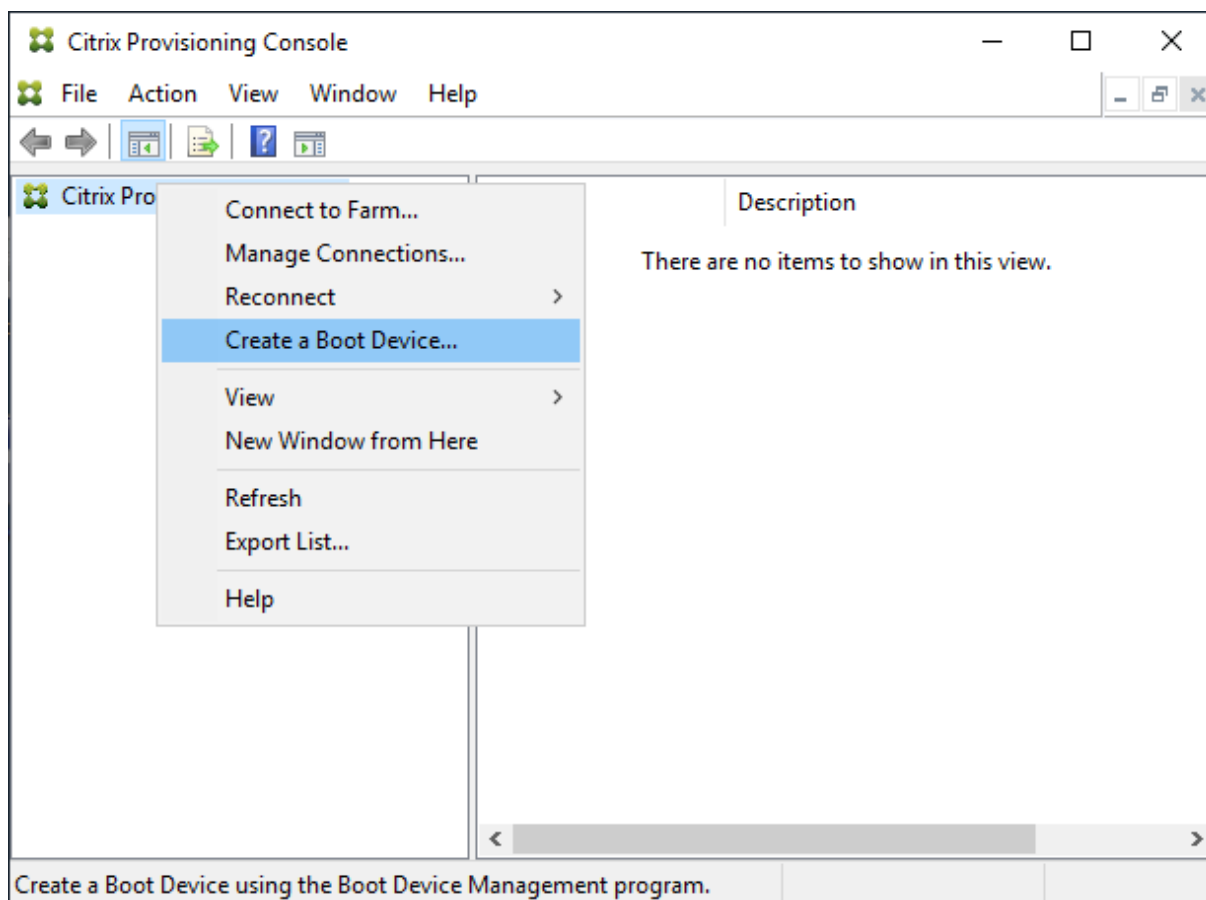 Citrix Provisioning Console
File Action View Window Help
Citrix Pro
Description
There are no items to show in this view.
Connect to Farm...
Manage Connections...
Reconnect
Create a Boot Device...
View
New Window from Here
Refresh
Export List...
Help
Create a Boot Device using the Boot Device Management program.